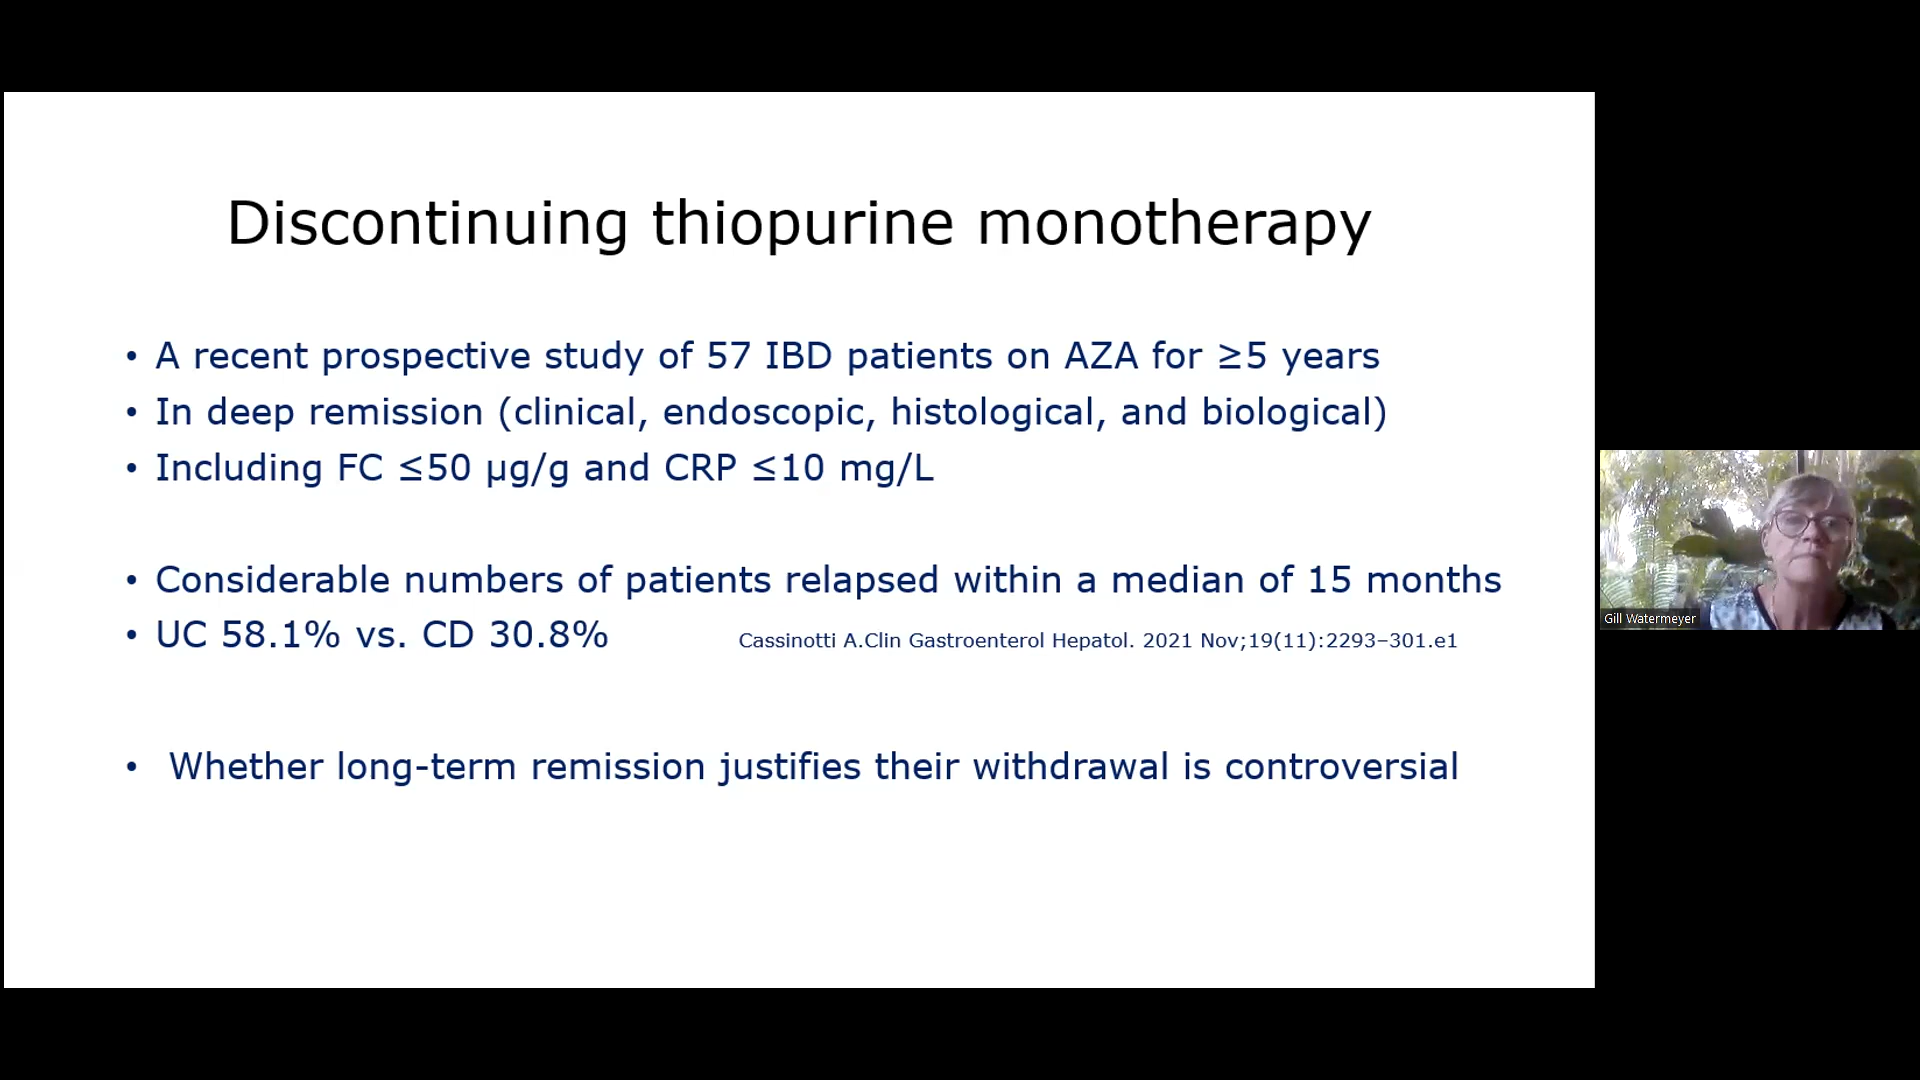 Discontinuing thiopurine monotherapy
• A recent prospective study of 57 IBD patients on AZA for ≥5 years
• In deep remission (clinical, endoscopic, histological, and biological)
• Including FC ≤50 μg/g and CRP ≤10 mg/L
• Considerable numbers of patients relapsed within a median of 15 months
• UC 58.1% vs. CD 30.8%
Cassinotti A.Clin Gastroenterol Hepatol. 2021 Nov;19(11):2293–301.e1
• Whether long-term remission justifies their withdrawal is controversial
Gill Watermeyer